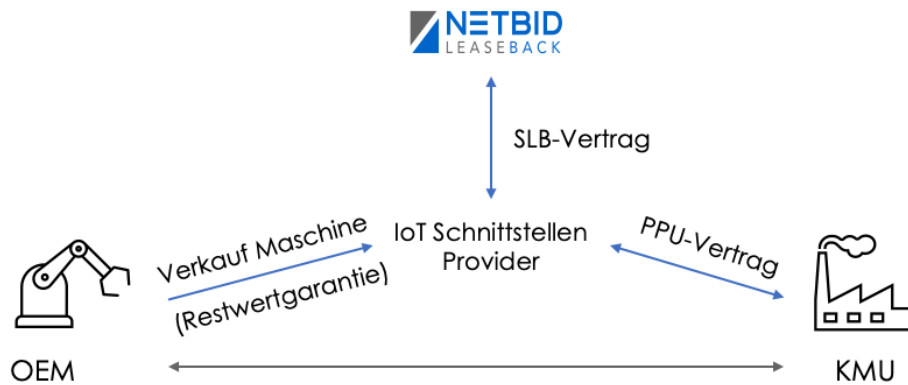 NETBID
LEASEBACK
SLB-Vertrag
Verkauf Maschine
(Restwertgarantie)
IoT Schnittstellen
Provider
PPU-Vertrag
OEM
KMU